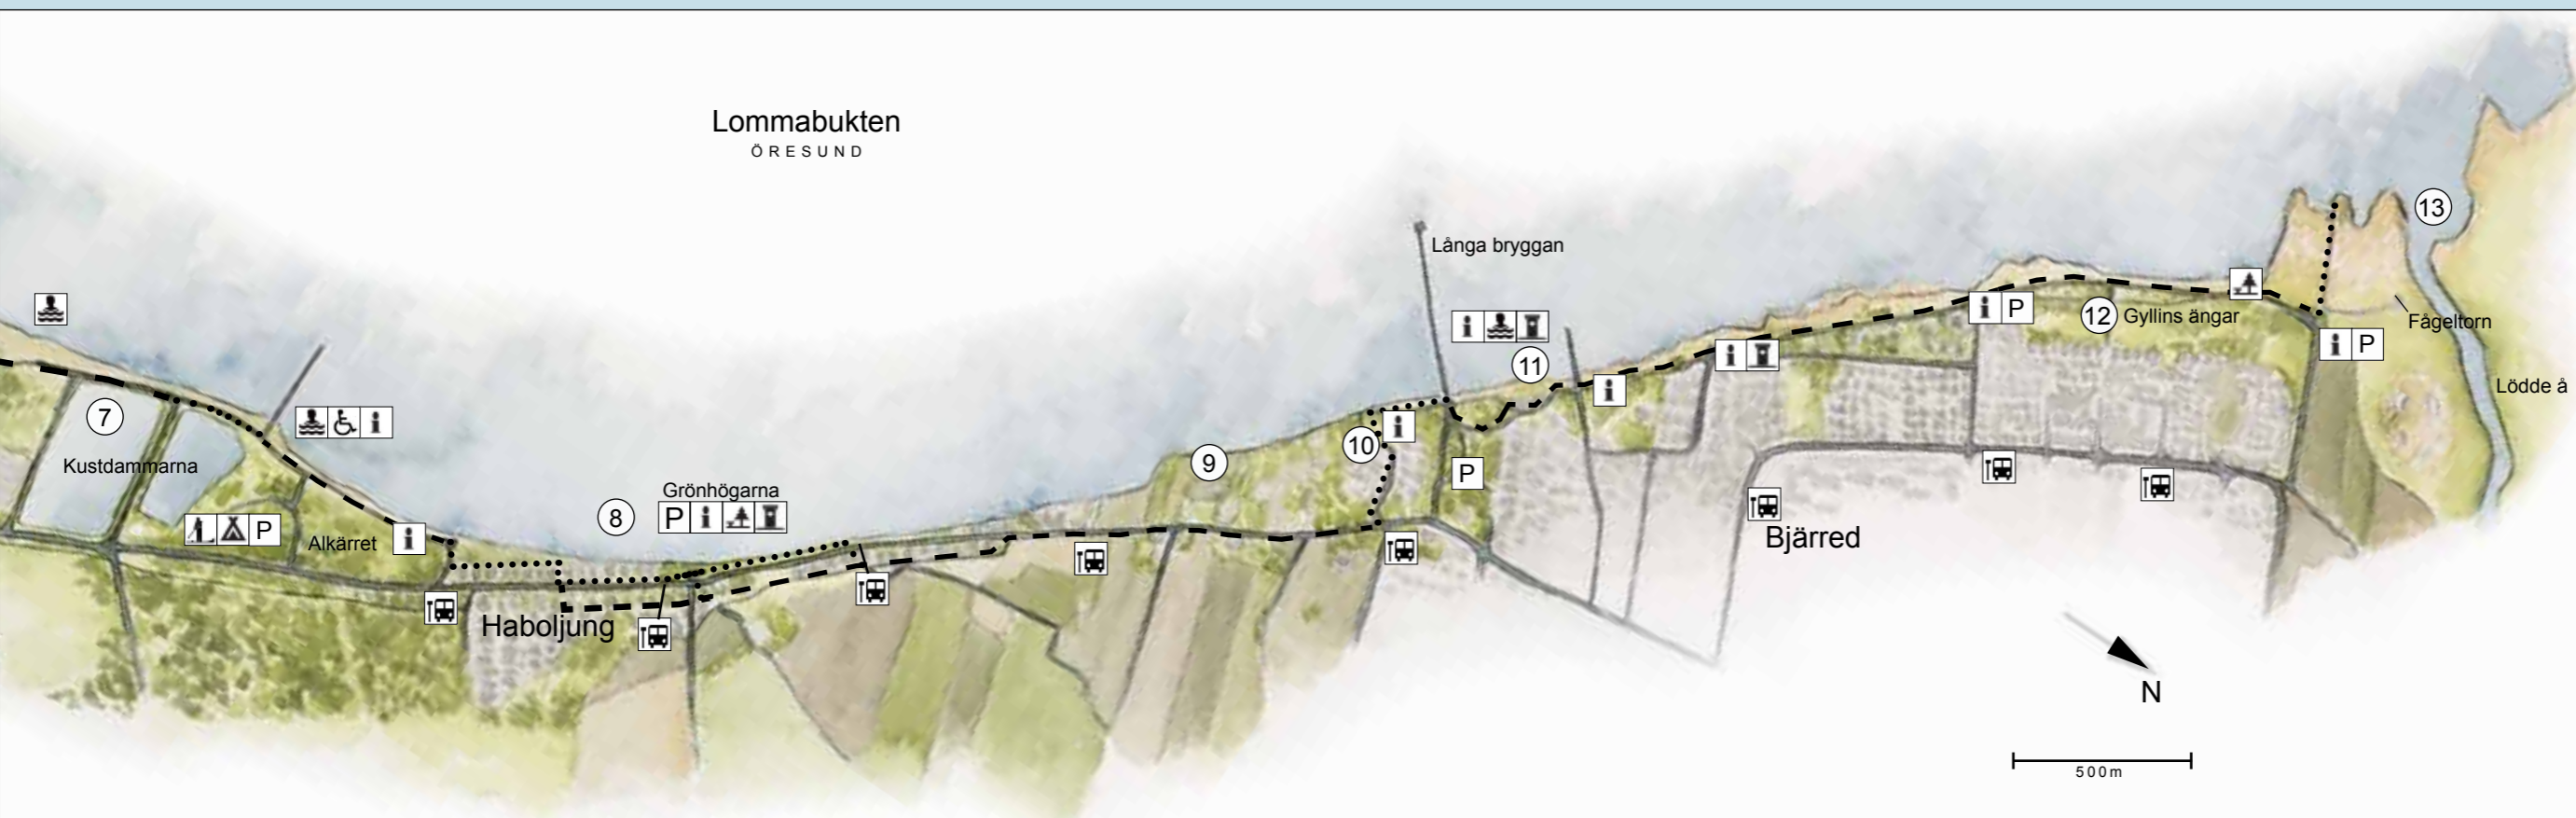 Lommabukten
ÖRESUND
Långa bryggan
13
Fågeltorn
12
Gyllins ängar
i P
i P
Lödde å
i
11
i
i
7
Kustdammarna
i
10
i
9
P
Grönhögarna
P i
8
P
Alkärret
i
Bjärred
Haboljung
N
500m